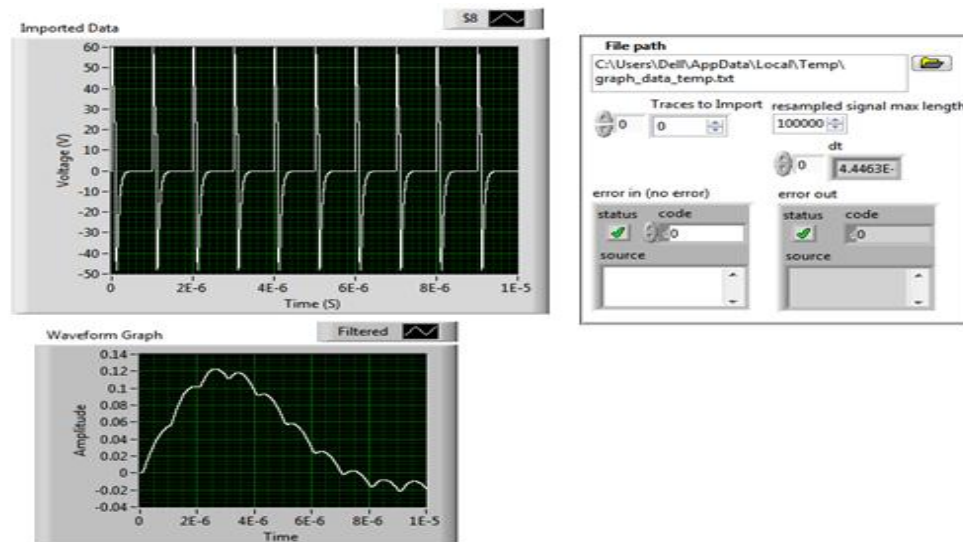 Imported Data
$8
Voltage (V)
60
50
40
30
20
10
0
-10
-20
-30
-40
-50
0
2E-6
4E-6
6E-6
8E-6
1E-5
Time (S)
File path
C:\Users\Dell\AppData\Local\Temp\
graph_data_temp.txt
Traces to Import
resampled signal max length
0
0
100000
dt
0
4.4463E-
error in (no error)
error out
status
code
status
code
0
0
source
source
Waveform Graph
Filtered
Amplitude
0.14
0.12
0.1
0.08
0.06
0.04
0.02
0
-0.02
-0.04
0
2E-6
4E-6
6E-6
8E-6
1E-5
Time